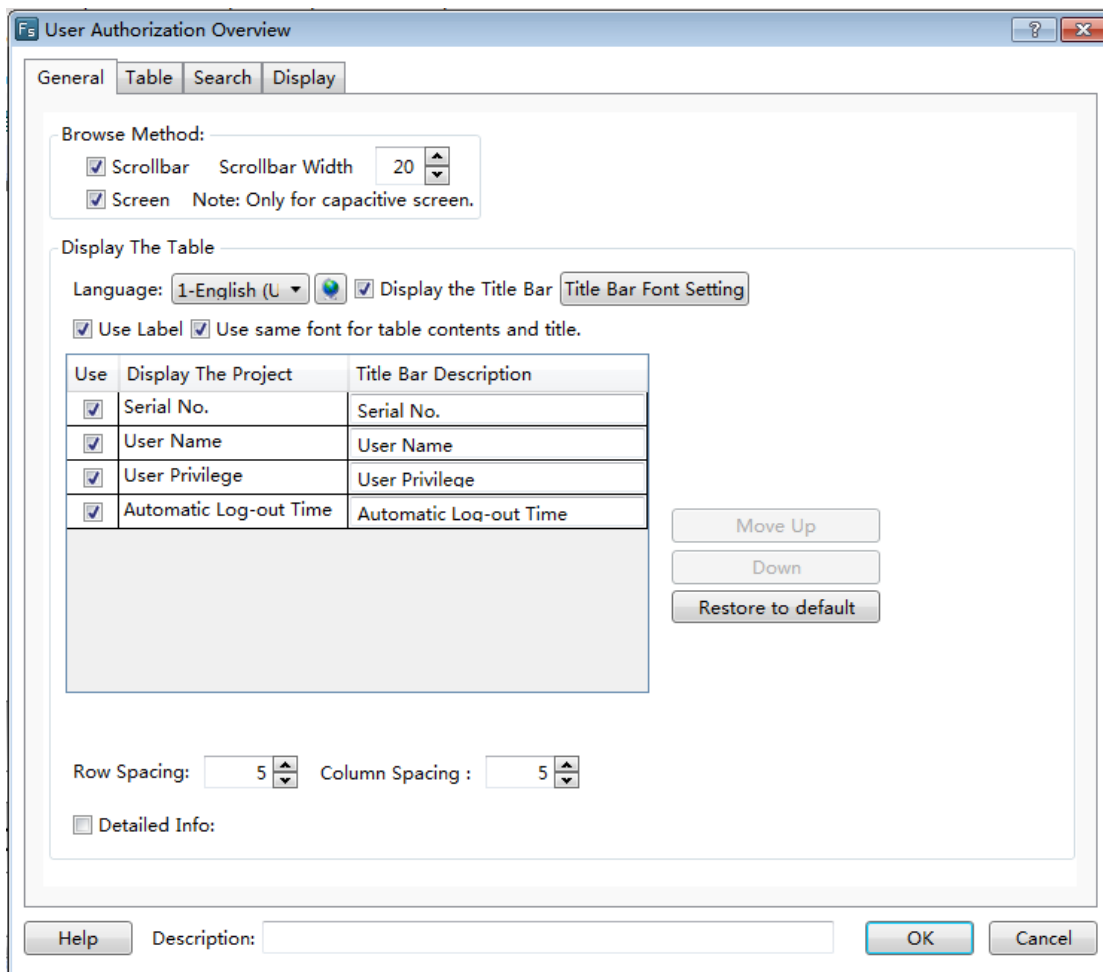 Fs User Authorization Overview ?
General Table Search Display
Browse Method:
Scrollbar Scrollbar Width 20
Screen Note: Only for capacitive screen.
Display The Table
Language: 1-English (U Display the Title Bar Title Bar Font Setting
Use Label Use same font for table contents and title.
Use Display The Project Title Bar Description
Serial No. Serial No.
User Name User Name
User Privilege User Privilege
Automatic Log-out Time Automatic Log-out Time
Move Up
Down
Restore to default
Row Spacing: 5 Column Spacing : 5
Detailed Info:
Help Description: OK Cancel